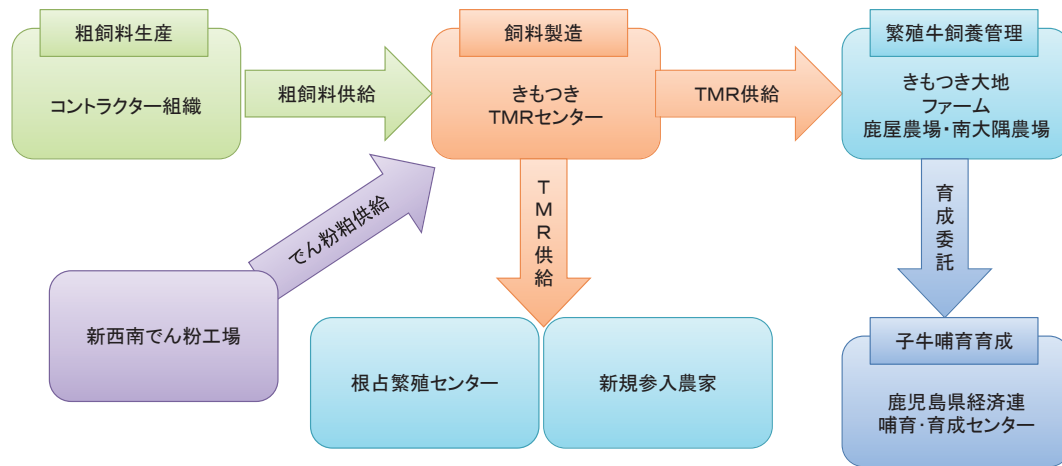 粗飼料生産
コントラクター組織
粗飼料供給
飼料製造
きもつき
TMRセンター
TMR供給
繁殖牛飼養管理
きもつき大地
ファーム
鹿屋農場・南大隅農場
でん粉粕供給
TMR供給
育成委託
新西南でん粉工場
根占繁殖センター
新規参入農家
子牛哺育育成
鹿児島県経済連
哺育・育成センター